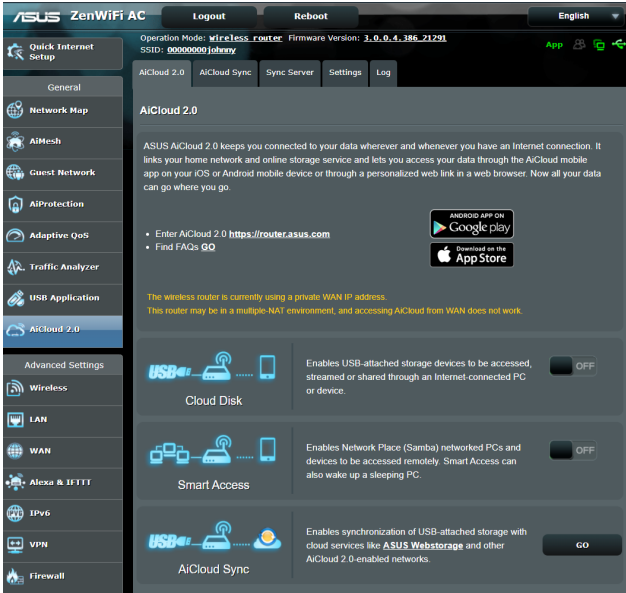 ASUS ZenWiFi AC
Logout
Reboot
English
Quick Internet
Setup
Operation Mode: Wireless router Firmware Version: 3.0.0.4.386_21291
SSID: 00000000johnny
App
General
Network Map
AiMesh
Guest Network
AiProtection
Adaptive QoS
Traffic Analyzer
USB Application
AiCloud 2.0
Advanced Settings
Wireless
LAN
WAN
Alexa & IFTTT
IPv6
VPN
Firewall
AiCloud 2.0
AiCloud Sync
Sync Server
Settings
Log
AiCloud 2.0
ASUS AiCloud 2.0 keeps you connected to your data wherever and whenever you have an Internet connection. It
links your home network and online storage service and lets you access your data through the AiCloud mobile
app on your iOS or Android mobile device or through a personalized web link in a web browser. Now all your data
can go where you go.
• Enter AiCloud 2.0 https://router.asus.com
• Find FAQs GO
ANDROID APP ON
Google play
Download on the
App Store
The wireless router is currently using a private WAN IP address.
This router may be in a multiple-NAT environment, and accessing AiCloud from WAN does not work.
USB
Cloud Disk
Enables USB-attached storage devices to be accessed,
streamed or shared through an Internet-connected PC
or device.
OFF
Smart Access
Enables Network Place (Samba) networked PCs and
devices to be accessed remotely. Smart Access can
also wake up a sleeping PC.
OFF
USB
AiCloud Sync
Enables synchronization of USB-attached storage with
cloud services like ASUS Webstorage and other
AiCloud 2.0-enabled networks.
GO